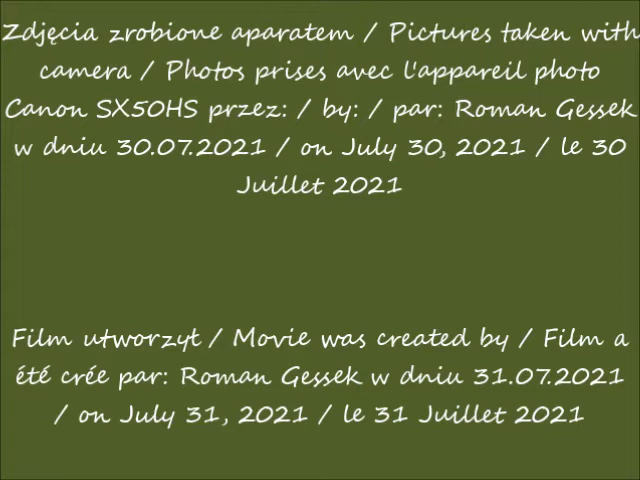 Zdjęcia zrobione aparatem / Pictures taken with
camera / Photos prises avec l'appareil photo
Canon SX50HS przez: / by: / par: Roman Gessek
w dniu 30.07.2021 / on July 30, 2021 / le 30
Juillet 2021
Film utworzył / Movie was created by / Film a
été crée par: Roman Gessek w dniu 31.07.2021
/ on July 31, 2021 / le 31 Juillet 2021